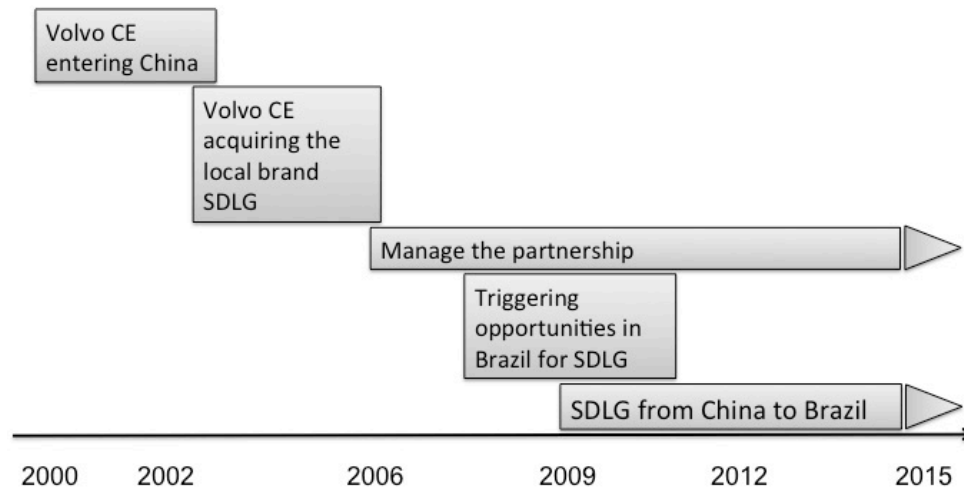 Volvo CE
entering China
Volvo CE
acquiring the
local brand
SDLG
Manage the partnership
Triggering
opportunities in
Brazil for SDLG
SDLG from China to Brazil
2000 2002 2006 2009 2012 2015